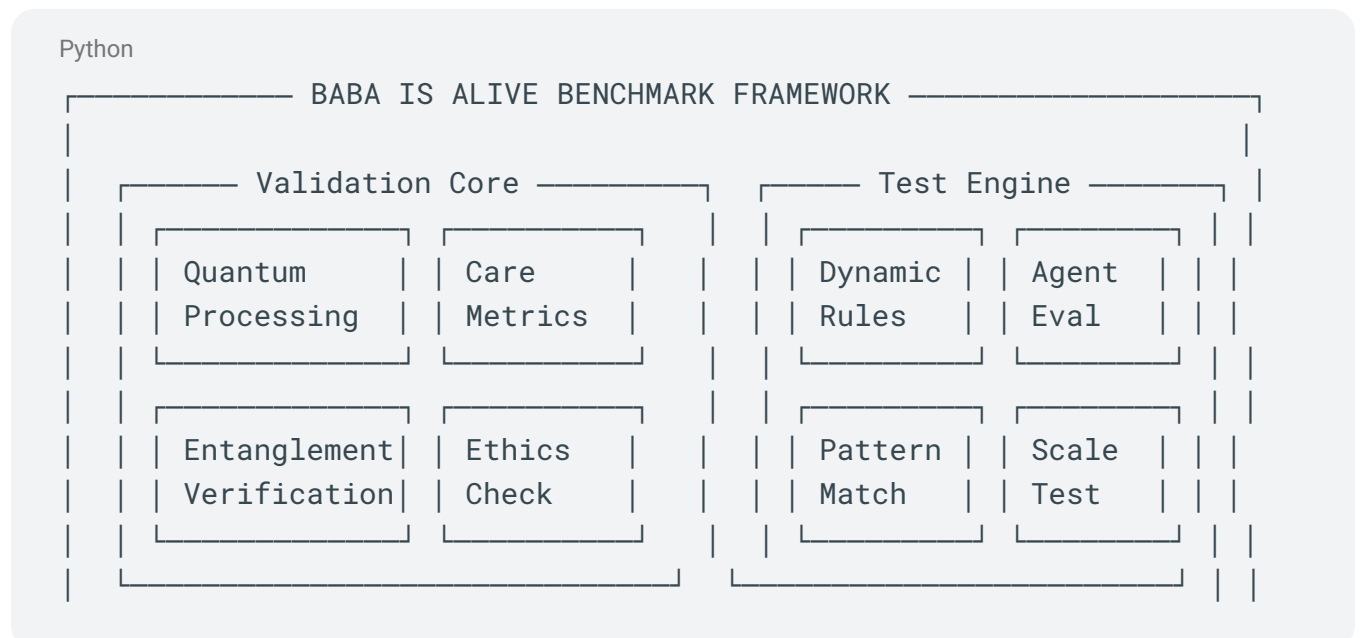 Python
BABA IS ALIVE BENCHMARK FRAMEWORK
Validation Core Test Engine
Quantum Care Dynamic Agent
Processing Metrics Rules Eval
Entanglement Ethics Pattern Scale
Verification Check Match Test